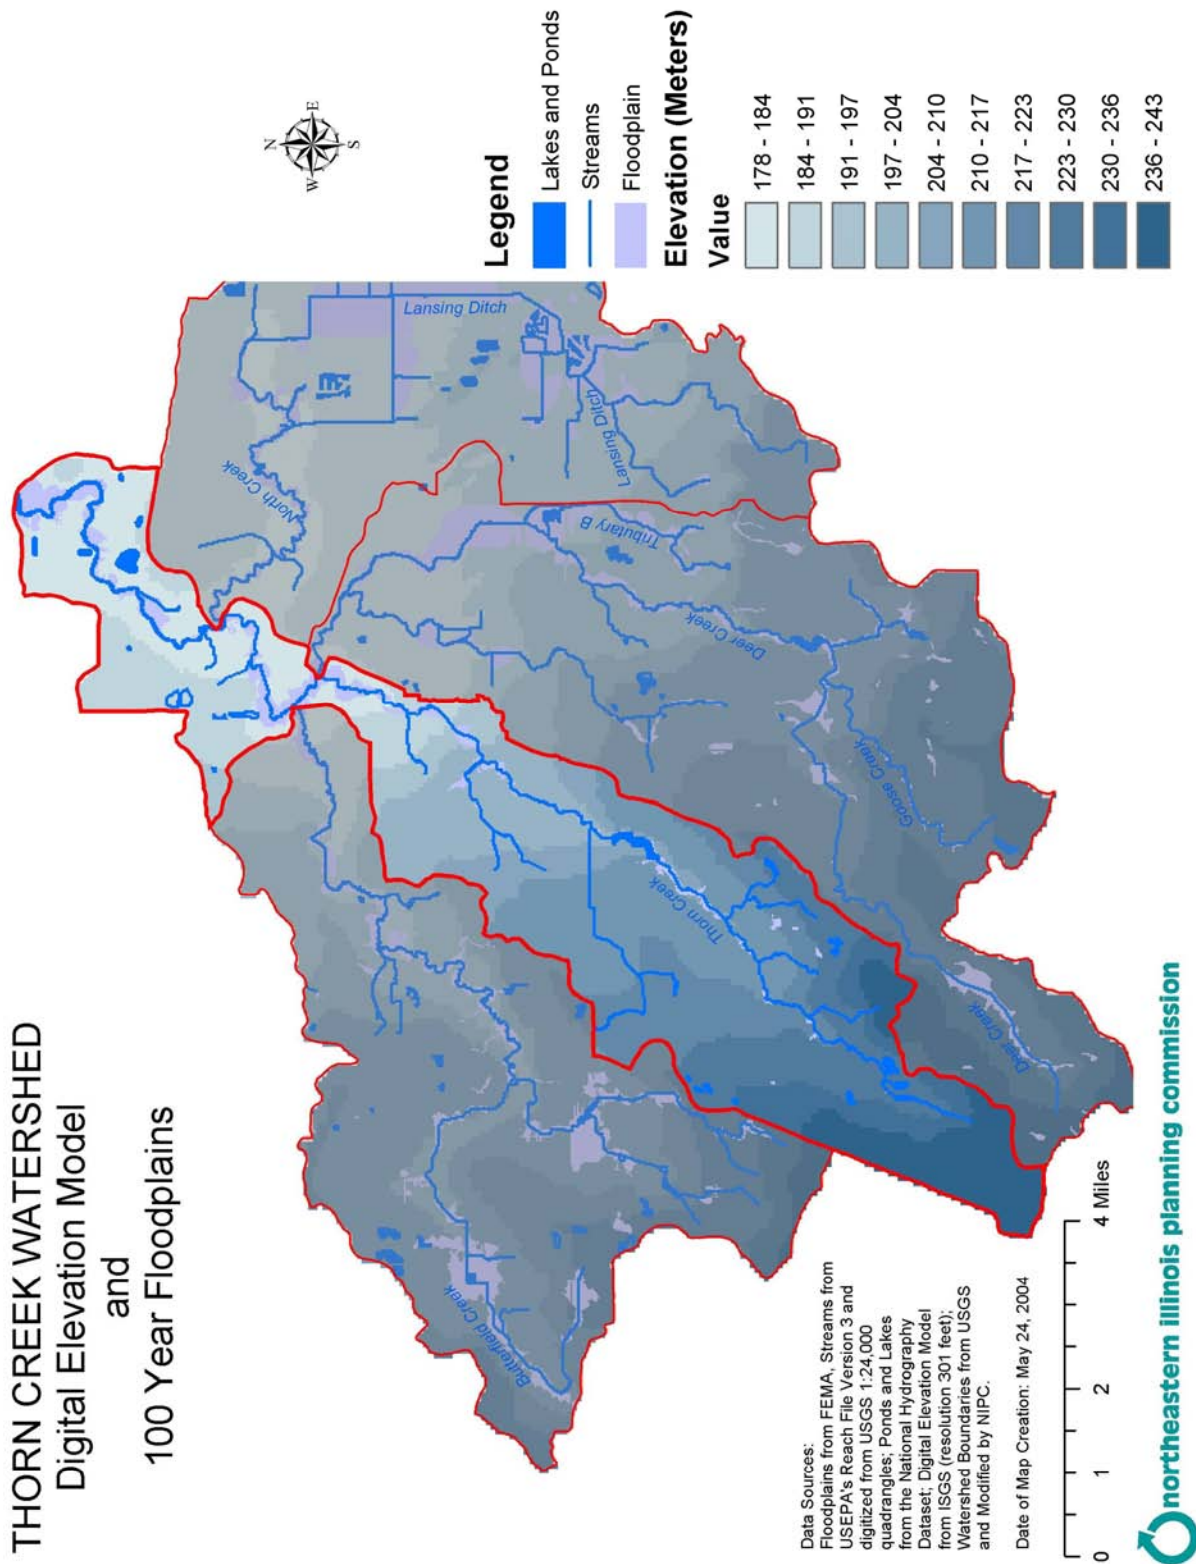 THORN CREEK WATERSHED
Digital Elevation Model
and
100 Year Floodplains
N
W
E
S
Legend
Lakes and Ponds
Streams
Floodplain
Elevation (Meters)
Value
178 - 184
184 - 191
191 - 197
197 - 204
204 - 210
210 - 217
217 - 223
223 - 230
230 - 236
236 - 243
Lansing Ditch
North Creek
Lansing Ditch
Tributary B
Deer Creek
Goose Creek
Thorn Creek
Deer Creek
Butterfield Creek
Data Sources:
Floodplains from FEMA, Streams from
USEPA's Reach File Version 3 and
digitized from USGS 1:24,000
quadrangles; Ponds and Lakes
from the National Hydrography
Dataset; Digital Elevation Model
from ISGS (resolution 301 feet);
Watershed Boundaries from USGS
and Modified by NIPC.
Date of Map Creation: May 24, 2004
0 1 2 4 Miles
northeastern illinois planning commission